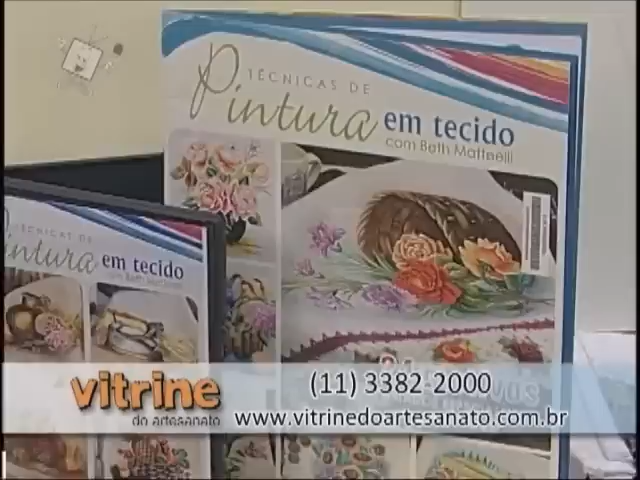 TÉCNICAS DE
Pintura
em tecido
com Beth Matteelli
TÉCNICAS DE
Pintura
em tecido
vitrine
do artesanato
(11) 3382-2000
www.vitrinedoartesanato.com.br